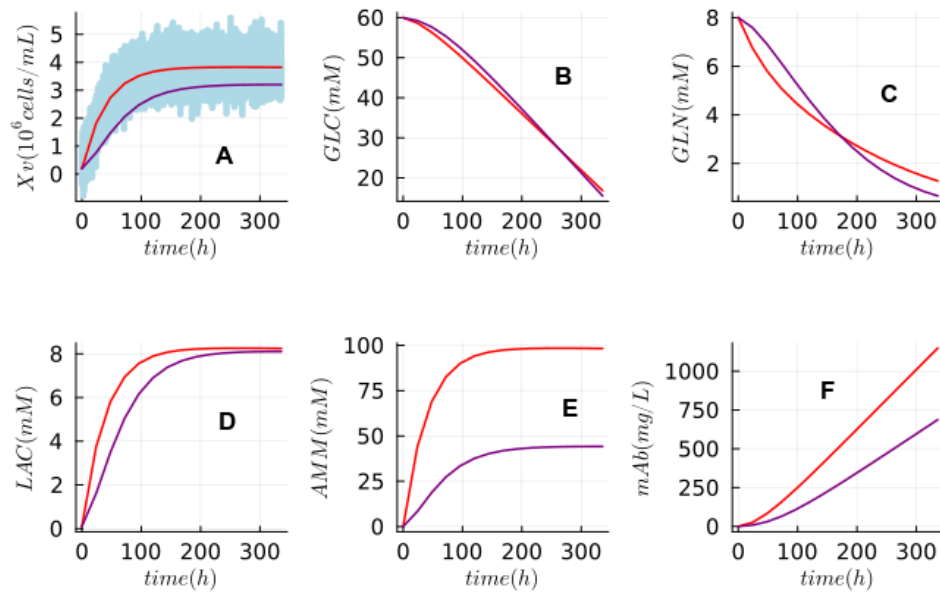 Xv(10^6 cells/mL)
5
4
3
2
1
0
A
0 100 200 300
time(h)
GLC(mM)
60
50
40
30
20
B
0 100 200 300
time(h)
GLN(mM)
8
6
4
2
C
0 100 200 300
time(h)
LAC(mM)
8
6
4
2
0
D
0 100 200 300
time(h)
AMM(mM)
100
75
50
25
0
E
0 100 200 300
time(h)
mAb(mg/L)
1000
750
500
250
0
F
0 100 200 300
time(h)